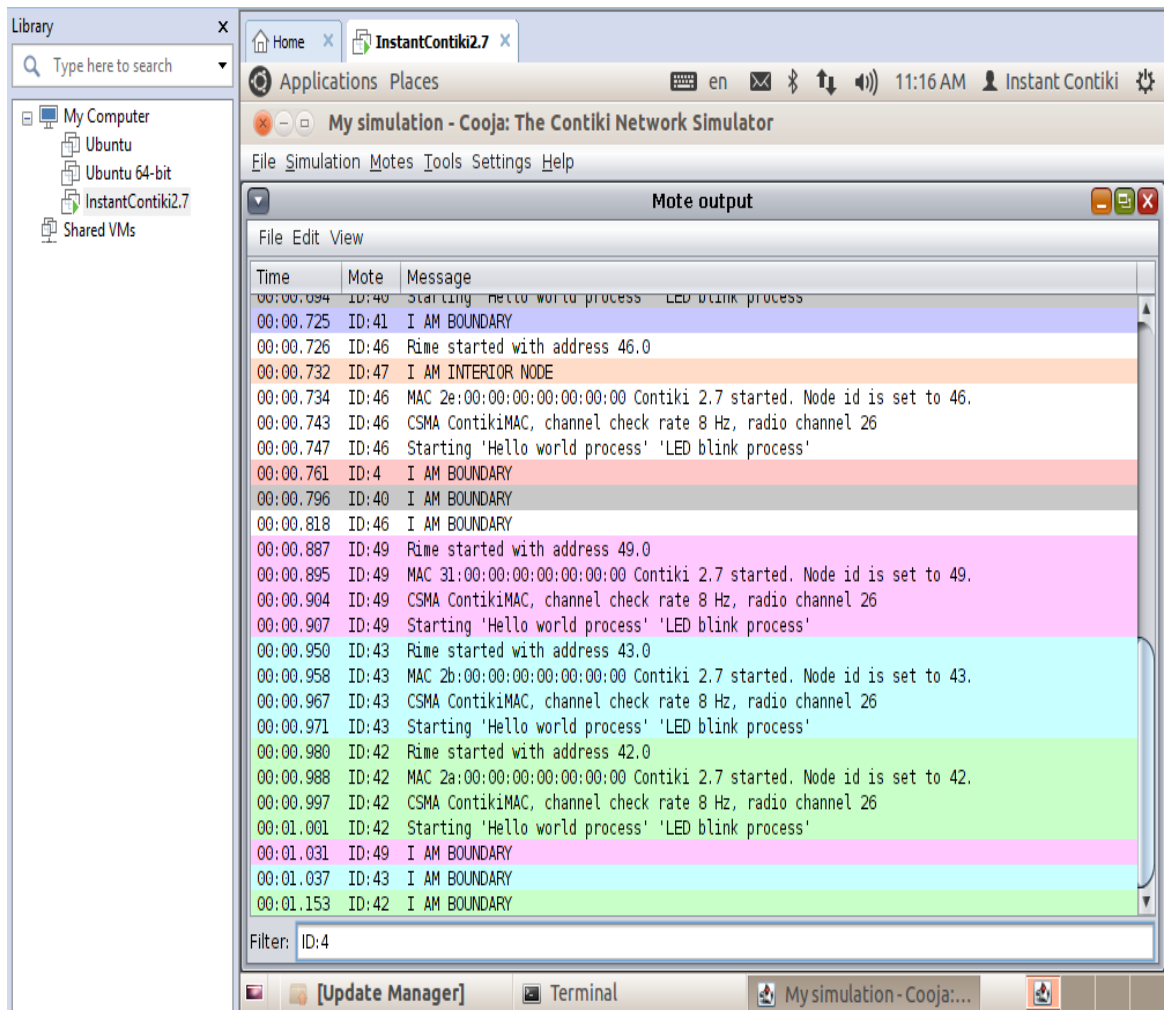 Library x
Type here to search
My Computer
Ubuntu
Ubuntu 64-bit
InstantContiki2.7
Shared VMs
Home × InstantContiki2.7 ×
Applications Places en 11:16 AM Instant Contiki
My simulation - Cooja: The Contiki Network Simulator
File Simulation Motes Tools Settings Help
Mote output
File Edit View
Time Mote Message
00:00.694 ID:40 Starting 'Hello world process' 'LED blink process'
00:00.725 ID:41 I AM BOUNDARY
00:00.726 ID:46 Rime started with address 46.0
00:00.732 ID:47 I AM INTERIOR NODE
00:00.734 ID:46 MAC 2e:00:00:00:00:00:00:00 Contiki 2.7 started. Node id is set to 46.
00:00.743 ID:46 CSMA ContikiMAC, channel check rate 8 Hz, radio channel 26
00:00.747 ID:46 Starting 'Hello world process' 'LED blink process'
00:00.761 ID:4 I AM BOUNDARY
00:00.796 ID:40 I AM BOUNDARY
00:00.818 ID:46 I AM BOUNDARY
00:00.887 ID:49 Rime started with address 49.0
00:00.895 ID:49 MAC 31:00:00:00:00:00:00:00 Contiki 2.7 started. Node id is set to 49.
00:00.904 ID:49 CSMA ContikiMAC, channel check rate 8 Hz, radio channel 26
00:00.907 ID:49 Starting 'Hello world process' 'LED blink process'
00:00.950 ID:43 Rime started with address 43.0
00:00.958 ID:43 MAC 2b:00:00:00:00:00:00:00 Contiki 2.7 started. Node id is set to 43.
00:00.967 ID:43 CSMA ContikiMAC, channel check rate 8 Hz, radio channel 26
00:00.971 ID:43 Starting 'Hello world process' 'LED blink process'
00:00.980 ID:42 Rime started with address 42.0
00:00.988 ID:42 MAC 2a:00:00:00:00:00:00:00 Contiki 2.7 started. Node id is set to 42.
00:00.997 ID:42 CSMA ContikiMAC, channel check rate 8 Hz, radio channel 26
00:01.001 ID:42 Starting 'Hello world process' 'LED blink process'
00:01.031 ID:49 I AM BOUNDARY
00:01.037 ID:43 I AM BOUNDARY
00:01.153 ID:42 I AM BOUNDARY
Filter: ID:4
[Update Manager] Terminal My simulation - Cooja:...